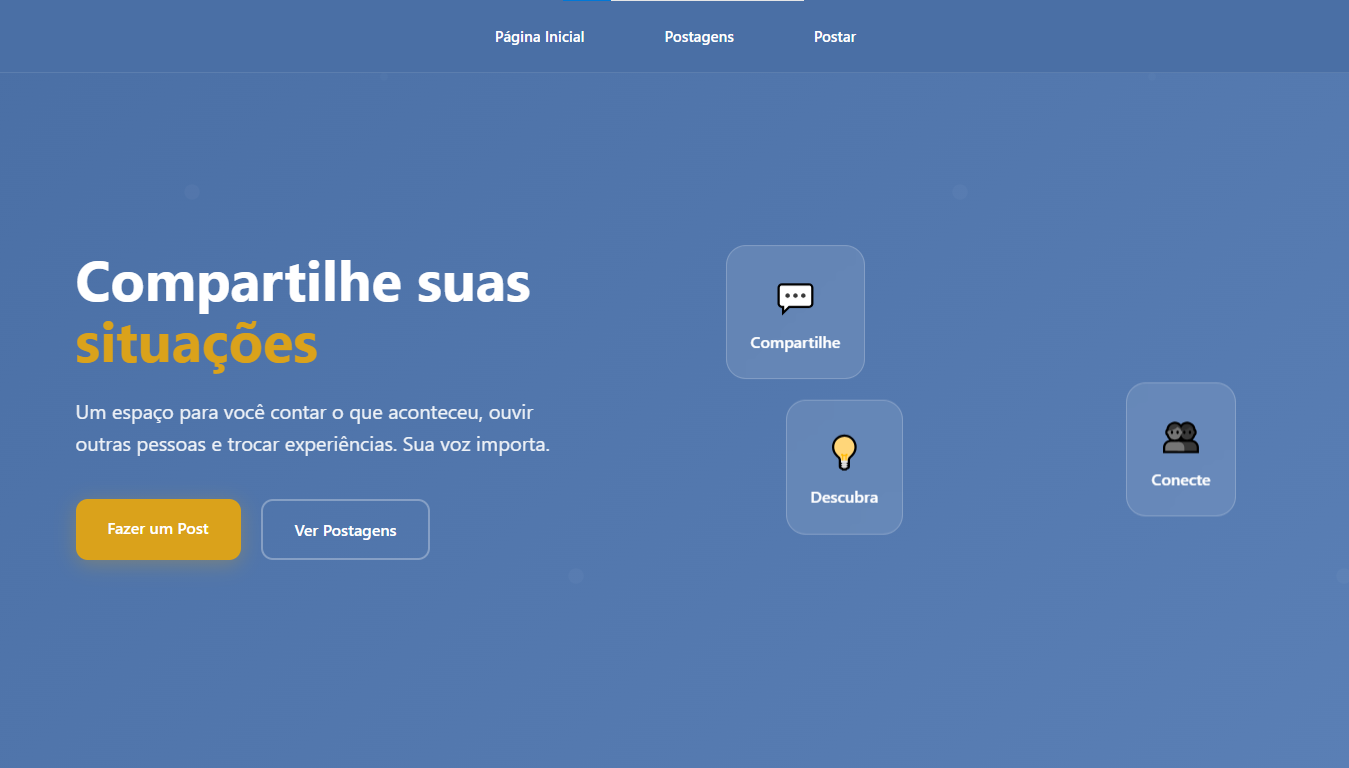 Página Inicial
Postagens
Postar
Compartilhe suas
situações
Um espaço para você contar o que aconteceu, ouvir
outras pessoas e trocar experiências. Sua voz importa.
Fazer um Post
Ver Postagens
Compartilhe
Descubra
Conecte